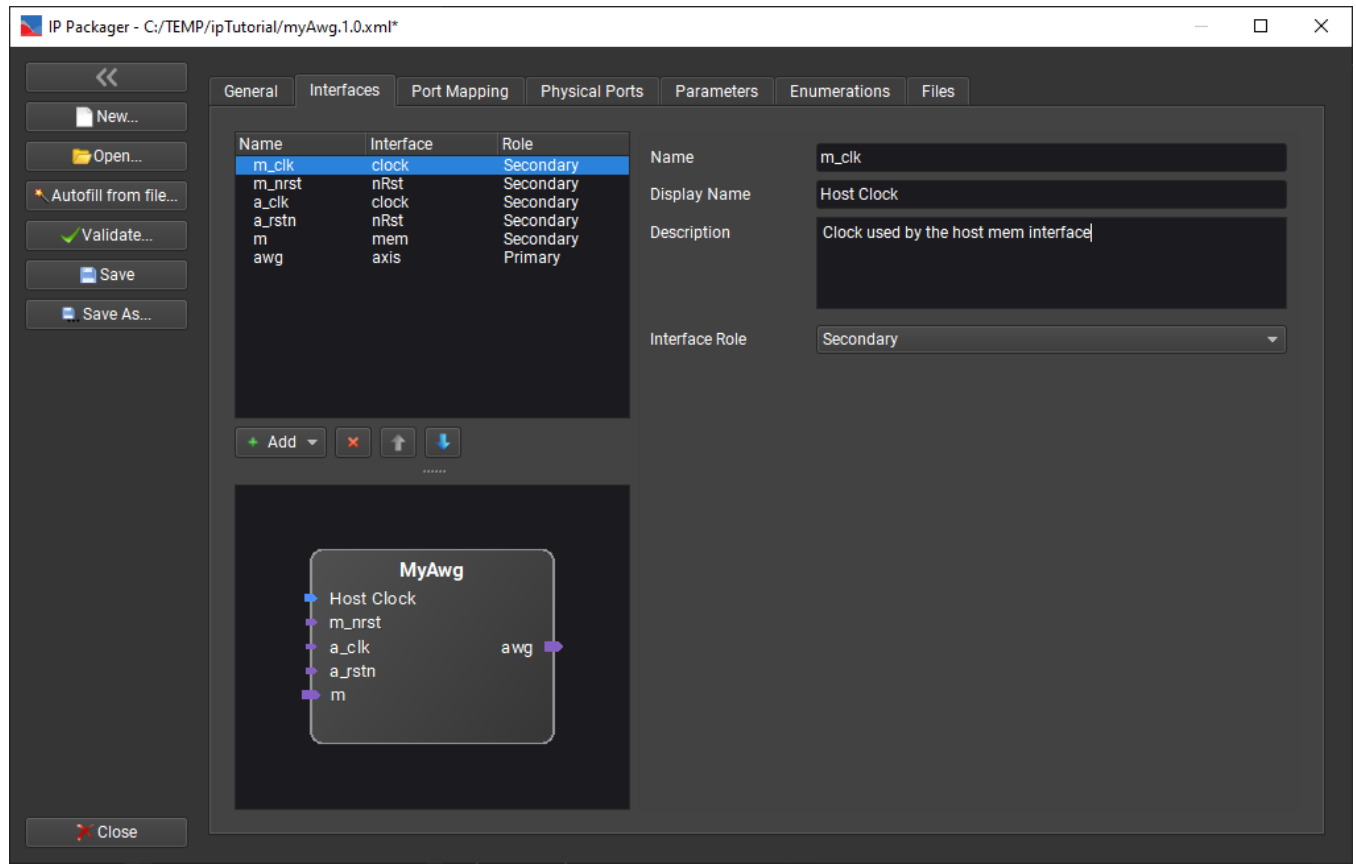 IP Packager - C:/TEMP/ipTutorial/myAwg.1.0.xml*
New...
Open...
Autofill from file...
Validate...
Save
Save As...
Close
General Interfaces Port Mapping Physical Ports Parameters Enumerations Files
Name Interface Role
m_clk clock Secondary
m_nrst nRst Secondary
a_clk clock Secondary
a_rstn nRst Secondary
m mem Secondary
awg axis Primary
Add
MyAwg
Host Clock
m_nrst
a_clk awg
a_rstn
m
Name m_clk
Display Name Host Clock
Description Clock used by the host mem interface
Interface Role Secondary